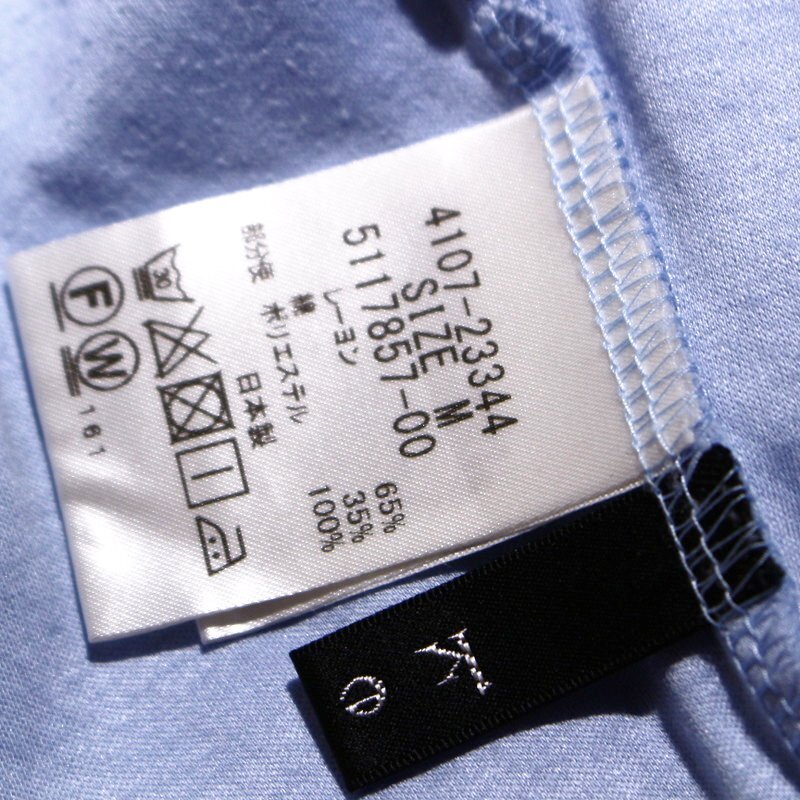 4107-23344
SIZE M
5117857-00
レーヨン 65%
綿 35%
部分使 ポリエステル 100%
日本製
30
F
W
161
K